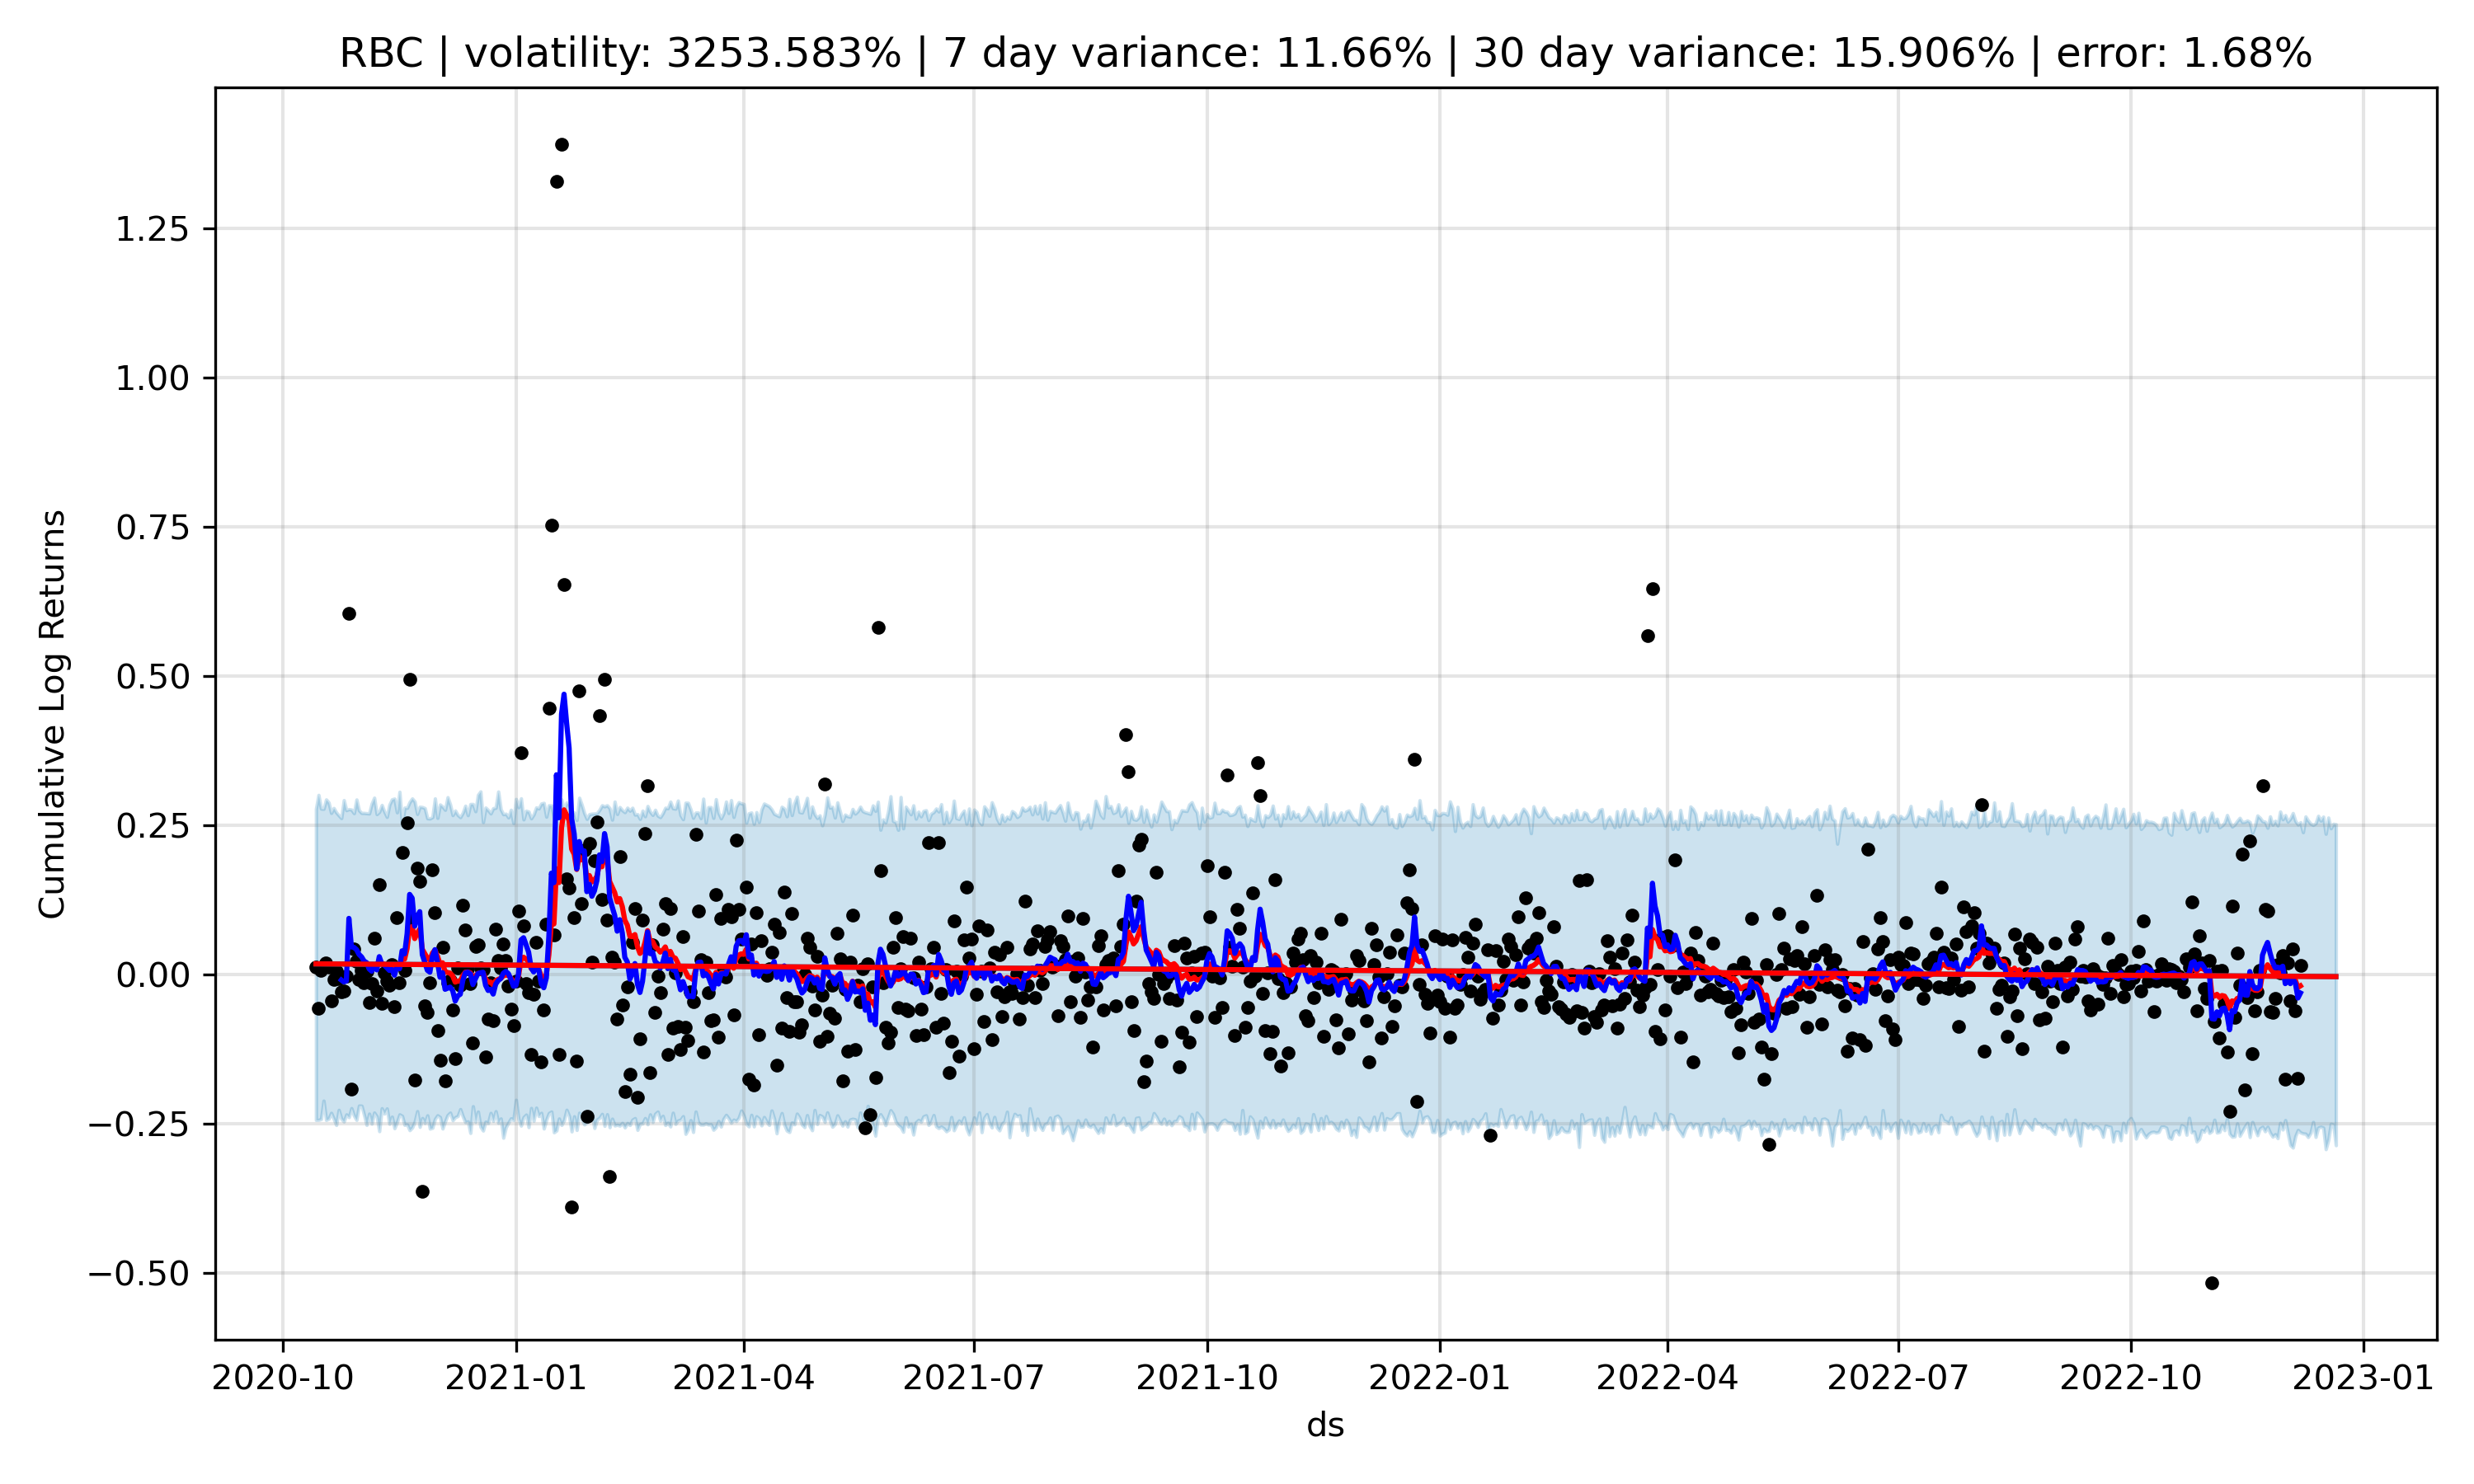 RBC | volatility: 3253.583% | 7 day variance: 11.66% | 30 day variance: 15.906% | error: 1.68%
1.25
1.00
0.75
0.50
0.25
0.00
−0.25
−0.50
Cumulative Log Returns
2020-10 2021-01 2021-04 2021-07 2021-10 2022-01 2022-04 2022-07 2022-10 2023-01
ds